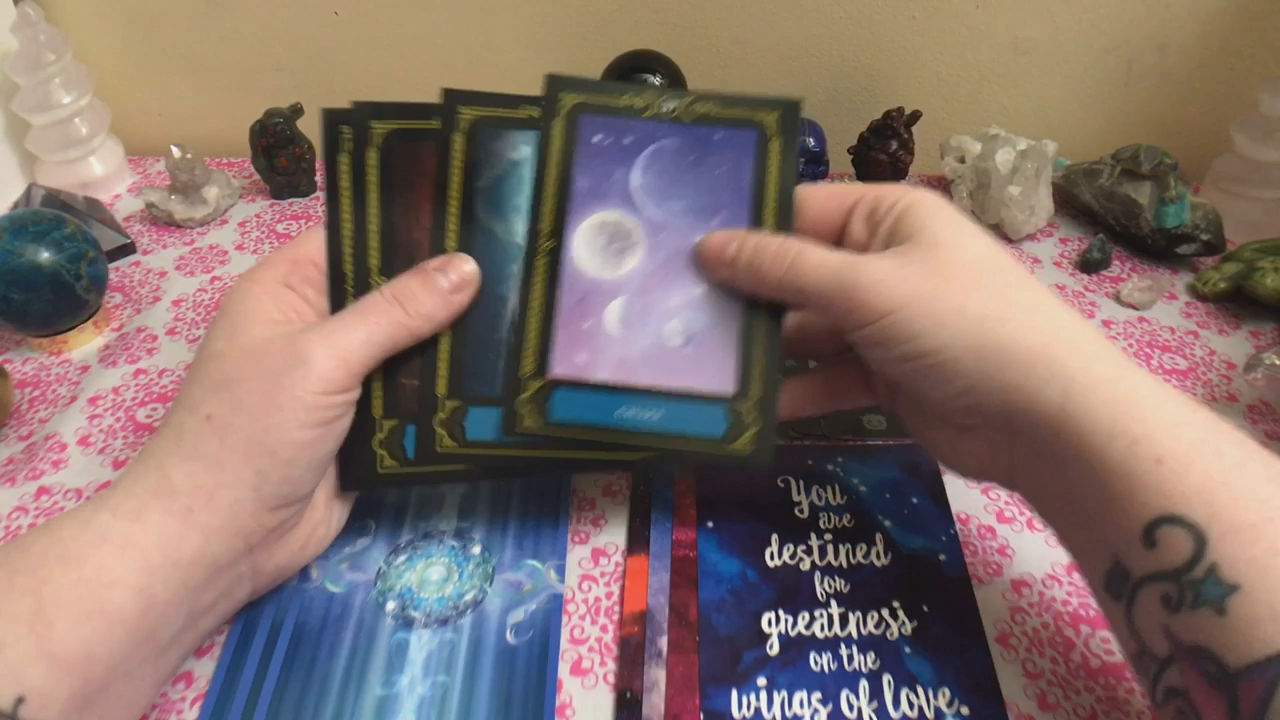 You
are
destined
for
greatness
on the
wings of love.